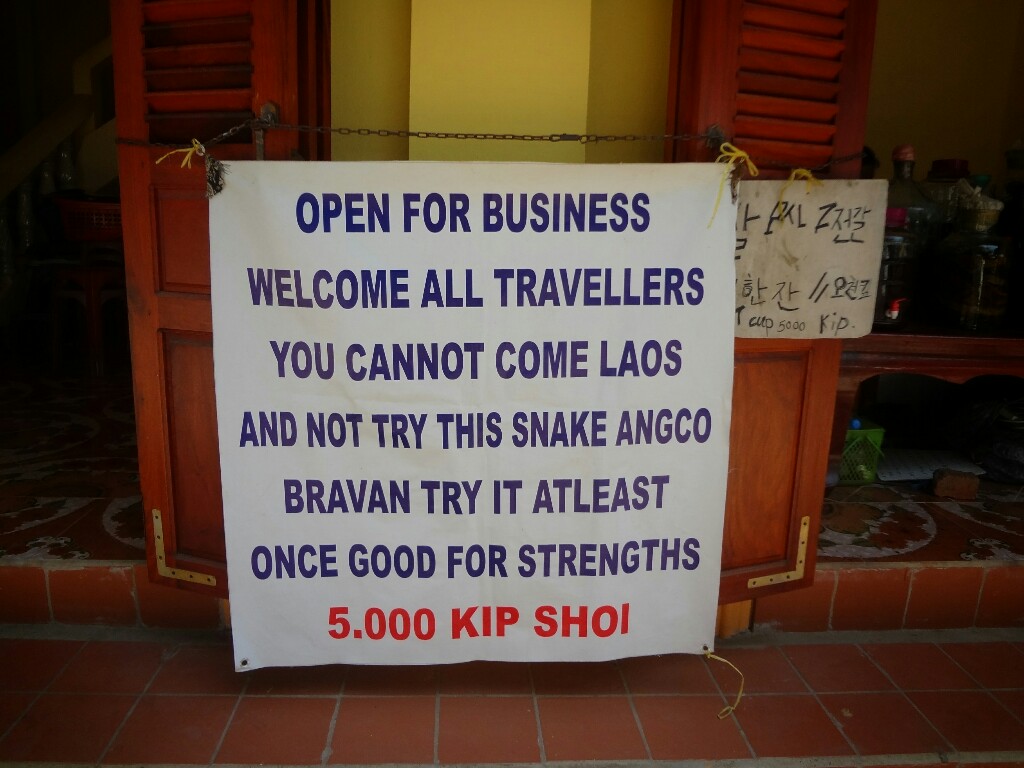 OPEN FOR BUSINESS
WELCOME ALL TRAVELLERS
YOU CANNOT COME LAOS
AND NOT TRY THIS SNAKE ANGCO
BRAVAN TRY IT ATLEAST
ONCE GOOD FOR STRENGTHS
5.000 KIP SHOI
한 잔
cup 5000 Kip.